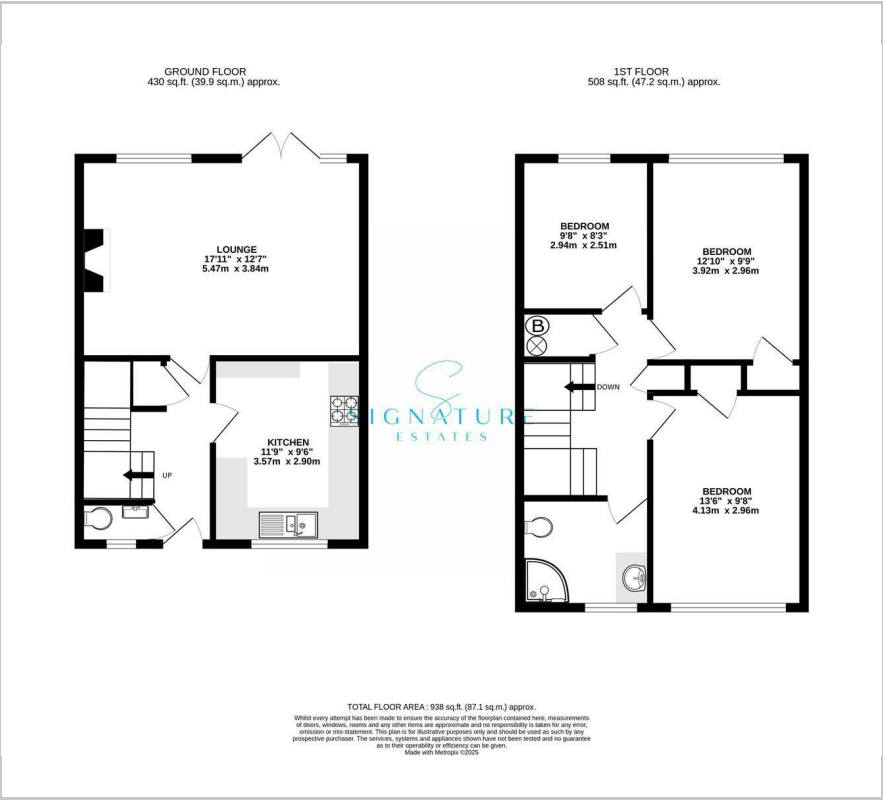 GROUND FLOOR
430 sq.ft. (39.9 sq.m.) approx.
1ST FLOOR
508 sq.ft. (47.2 sq.m.) approx.
LOUNGE
17'11" x 12'7"
5.47m x 3.84m
BEDROOM
9'8" x 8'3"
2.94m x 2.51m
BEDROOM
12'10" x 9'9"
3.92m x 2.96m
B
DOWN
SIGNATURE
ESTATES
KITCHEN
11'9" x 9'6"
3.57m x 2.90m
UP
BEDROOM
13'6" x 9'8"
4.13m x 2.96m
TOTAL FLOOR AREA : 938 sq.ft. (87.1 sq.m.) approx.
Whilst every attempt has been made to ensure the accuracy of the floorplan contained here, measurements
of doors, windows, rooms and any other items are approximate and no responsibility is taken for any error,
omission or mis-statement. This plan is for illustrative purposes only and should be used as such by any
prospective purchaser. The services, systems and appliances shown have not been tested and no guarantee
as to their operability or efficiency can be given.
Made with Metropix ©2025